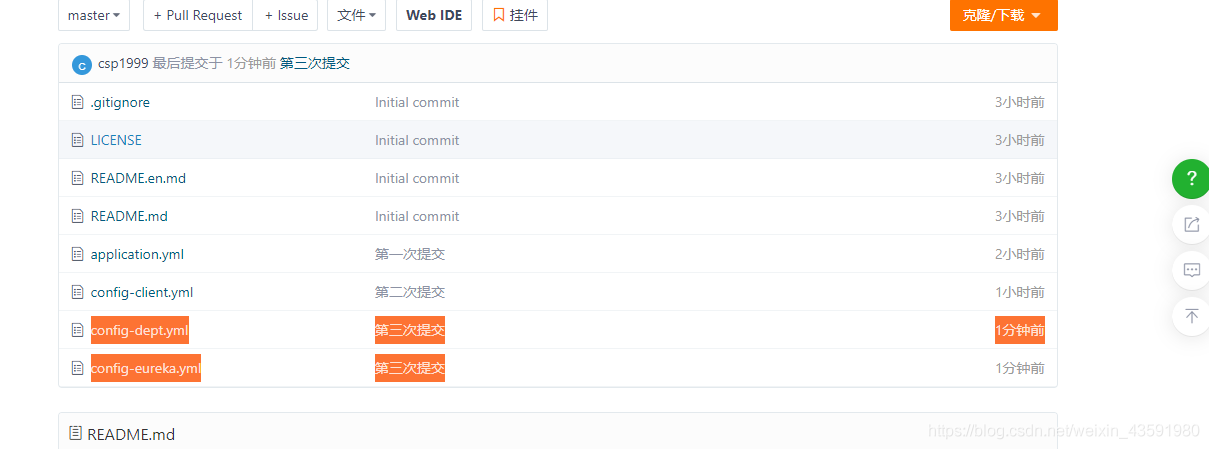 master + Pull Request + Issue 文件 Web IDE 挂件 克隆/下载
c csp1999 最后提交于 1分钟前 第三次提交
.gitignore Initial commit 3小时前
LICENSE Initial commit 3小时前
?
README.en.md Initial commit 3小时前
README.md Initial commit 3小时前
application.yml 第一次提交 2小时前
config-client.yml 第二次提交 1小时前
config-dept.yml 第三次提交 1分钟前
config-eureka.yml 第三次提交 1分钟前
README.md
https://blog.csdn.net/weixin_43591980